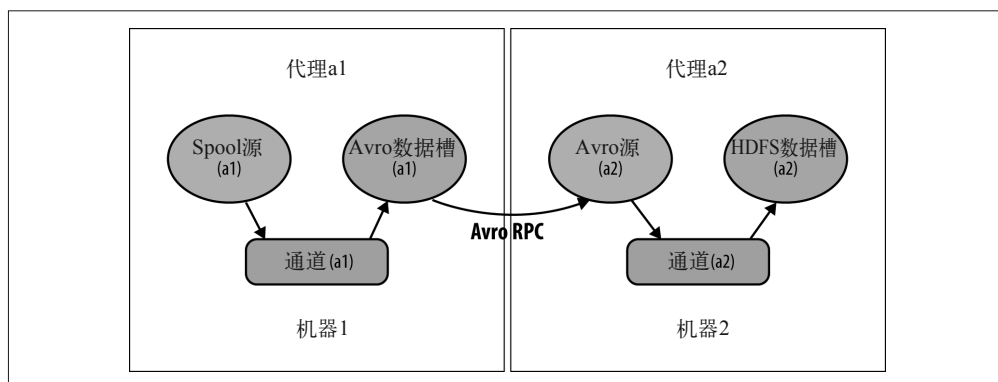 代理a1
代理a2
Spool源
(a1)
Avro数据槽
(a1)
Avro源
(a2)
HDFS数据槽
(a2)
Avro RPC
通道(a1)
通道(a2)
机器1
机器2